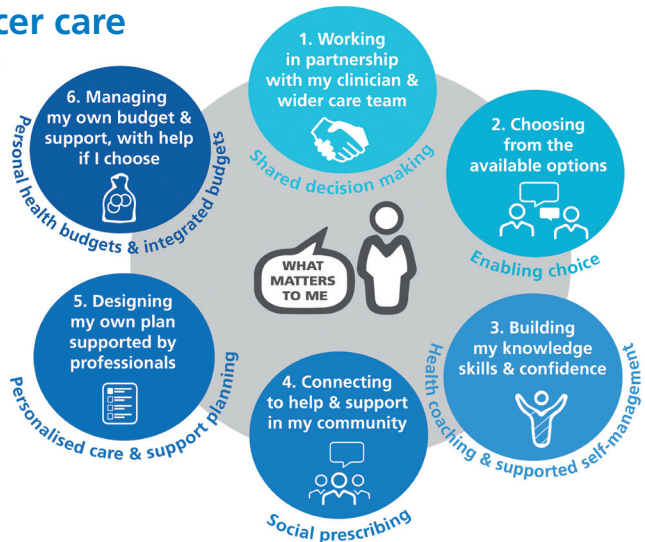 cer care
1. Working
in partnership
with my clinician &
wider care team
Shared decision making
2. Choosing
from the
available options
Enabling choice
3. Building
my knowledge
skills & confidence
Health coaching & supported self-management
4. Connecting
to help & support
in my community
Social prescribing
5. Designing
my own plan
supported by
professionals
Personalised care & support planning
6. Managing
my own budget &
support, with help
if I choose
Personal health budgets & integrated budgets
WHAT
MATTERS
TO ME